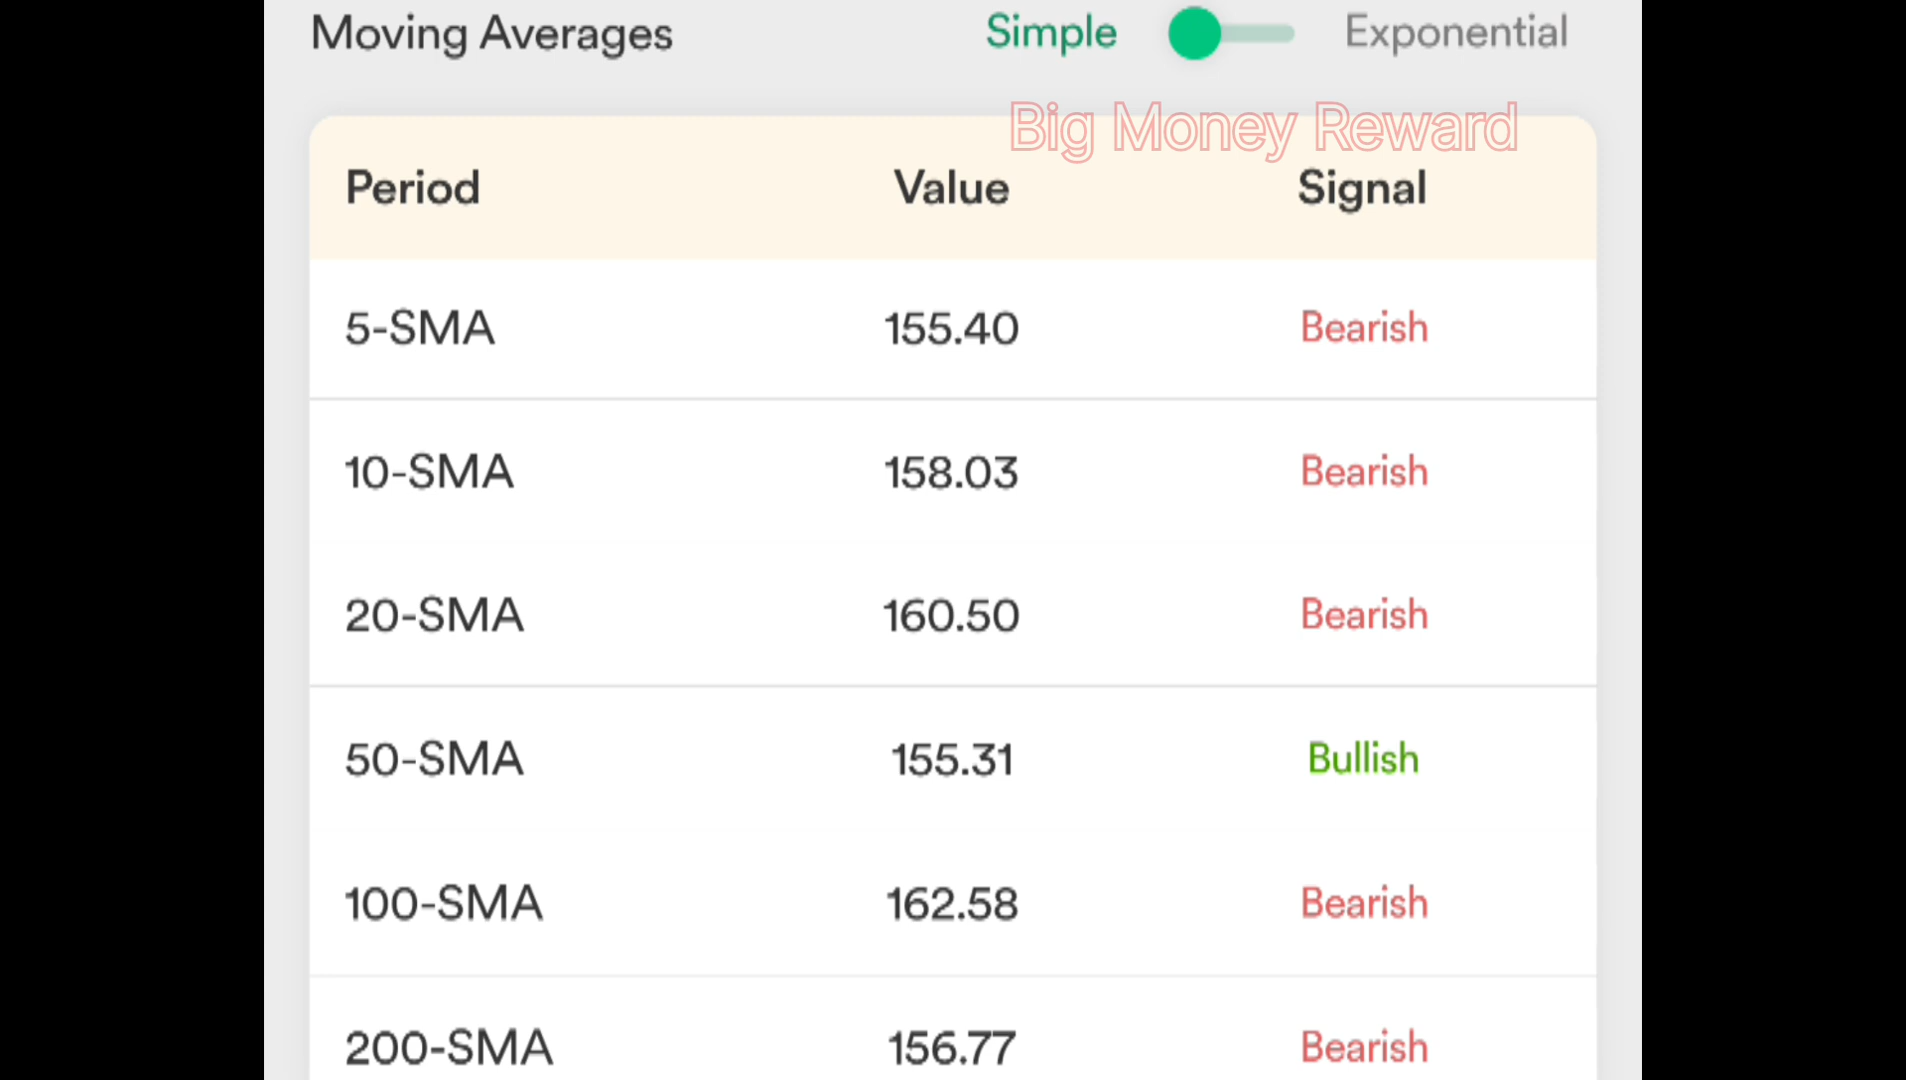 Moving Averages Simple Exponential
Big Money Reward
Period Value Signal
5-SMA 155.40 Bearish
10-SMA 158.03 Bearish
20-SMA 160.50 Bearish
50-SMA 155.31 Bullish
100-SMA 162.58 Bearish
200-SMA 156.77 Bearish